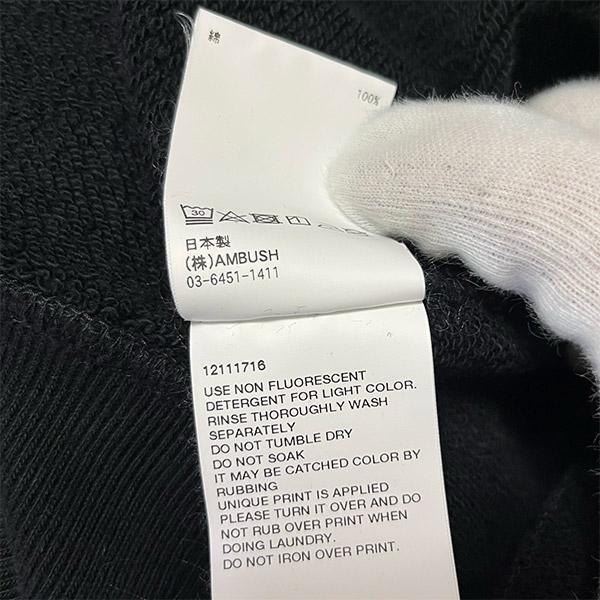 綿
100%
30
日本製
(株)AMBUSH
03-6451-1411
12111716
USE NON FLUORESCENT
DETERGENT FOR LIGHT COLOR.
RINSE THOROUGHLY WASH
SEPARATELY
DO NOT TUMBLE DRY
DO NOT SOAK
IT MAY BE CATCHED COLOR BY
RUBBING
UNIQUE PRINT IS APPLIED
PLEASE TURN IT OVER AND DO
NOT RUB OVER PRINT WHEN
DOING LAUNDRY.
DO NOT IRON OVER PRINT.